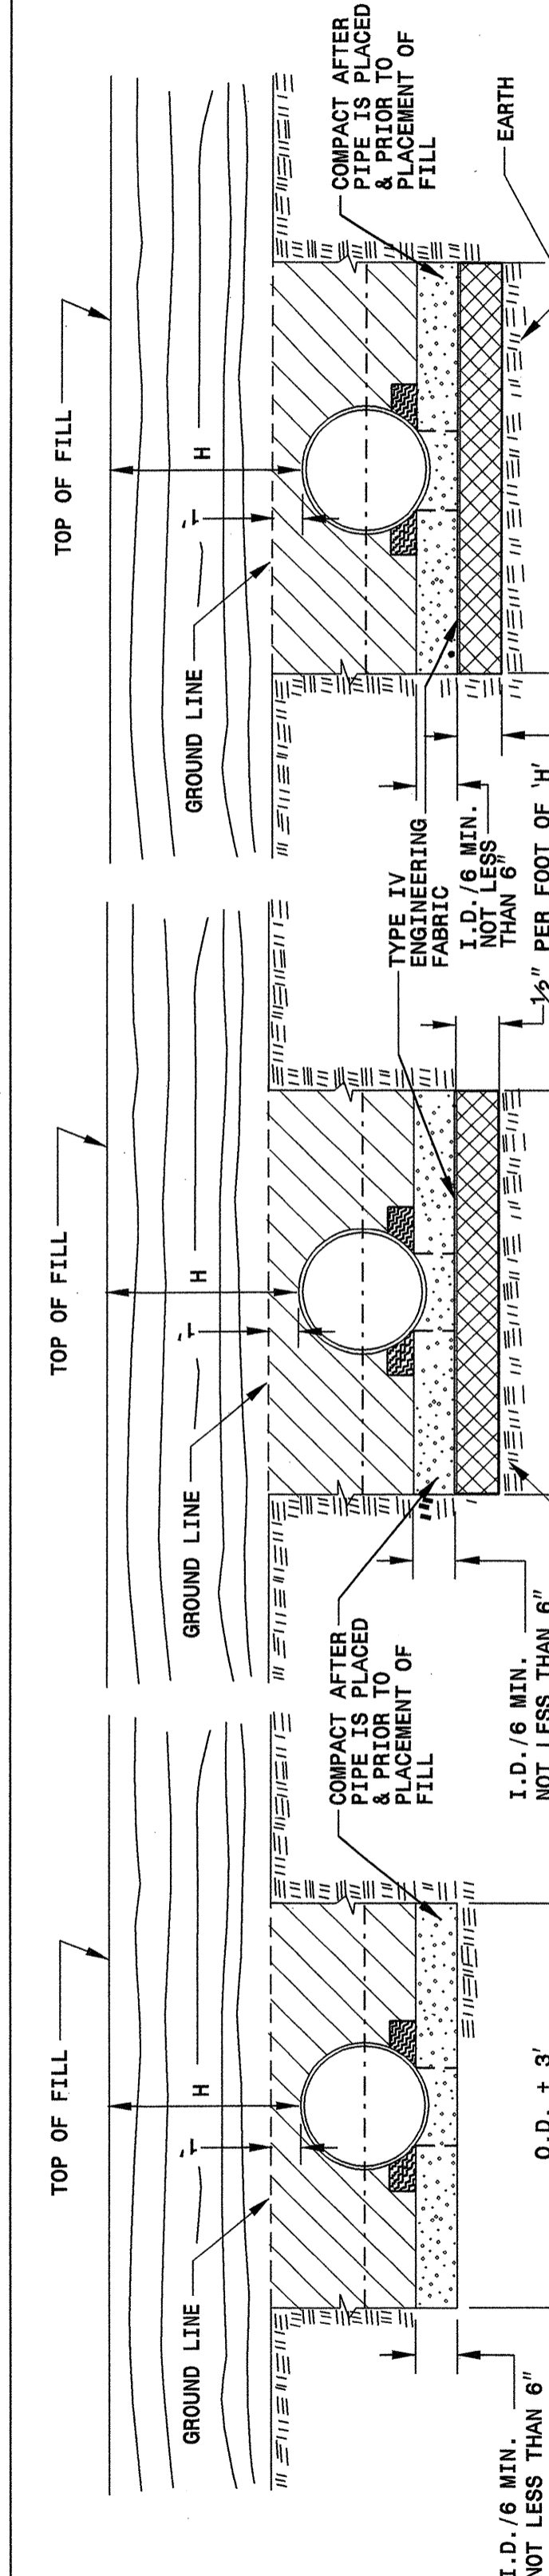 TOP OF FILL
GROUND LINE
H
1'
I.D./6 MIN.
NOT LESS THAN 6"
O.D. + 3'
COMPACT AFTER
PIPE IS PLACED
& PRIOR TO
PLACEMENT OF
FILL
TOP OF FILL
GROUND LINE
H
1'
I.D./6 MIN.
NOT LESS THAN 6"
TYPE IV
ENGINEERING
FABRIC
I.D./6 MIN.
NOT LESS
THAN 6"
½" PER FOOT OF 'H'
TOP OF FILL
GROUND LINE
H
1'
COMPACT AFTER
PIPE IS PLACED
& PRIOR TO
PLACEMENT OF
FILL
EARTH